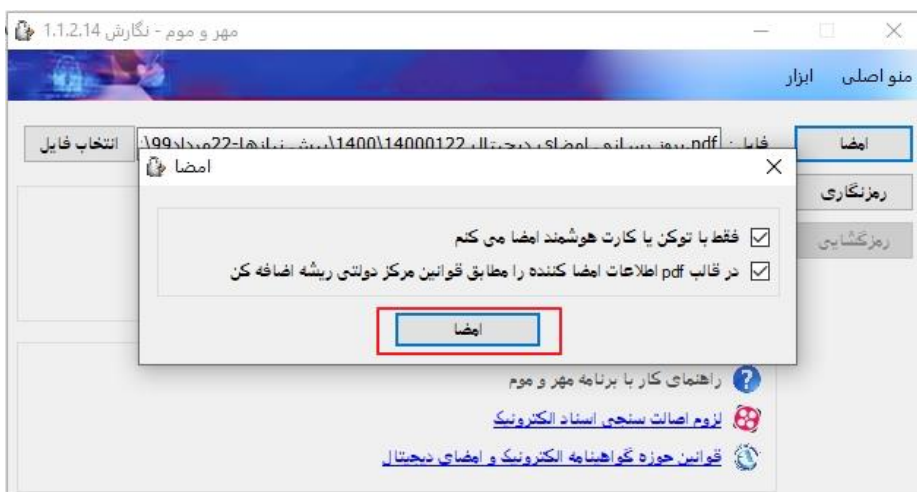 مهر و موم - نگارش 1.1.2.14
منو اصلی ابزار
امضا
فایل :
انتخاب فایل
رمزنگاری
رمزگشایی
امضا
فقط با توکن یا کارت هوشمند امضا می کنم
در قالب pdf اطلاعات امضا کننده را مطابق قوانین مرکز دولتی ریشه اضافه کن
امضا
راهنمای کار با برنامه مهر و موم
لزوم اصالت سنجی اسناد الکترونیک
قوانین حوزه گواهینامه الکترونیک و امضای دیجیتال